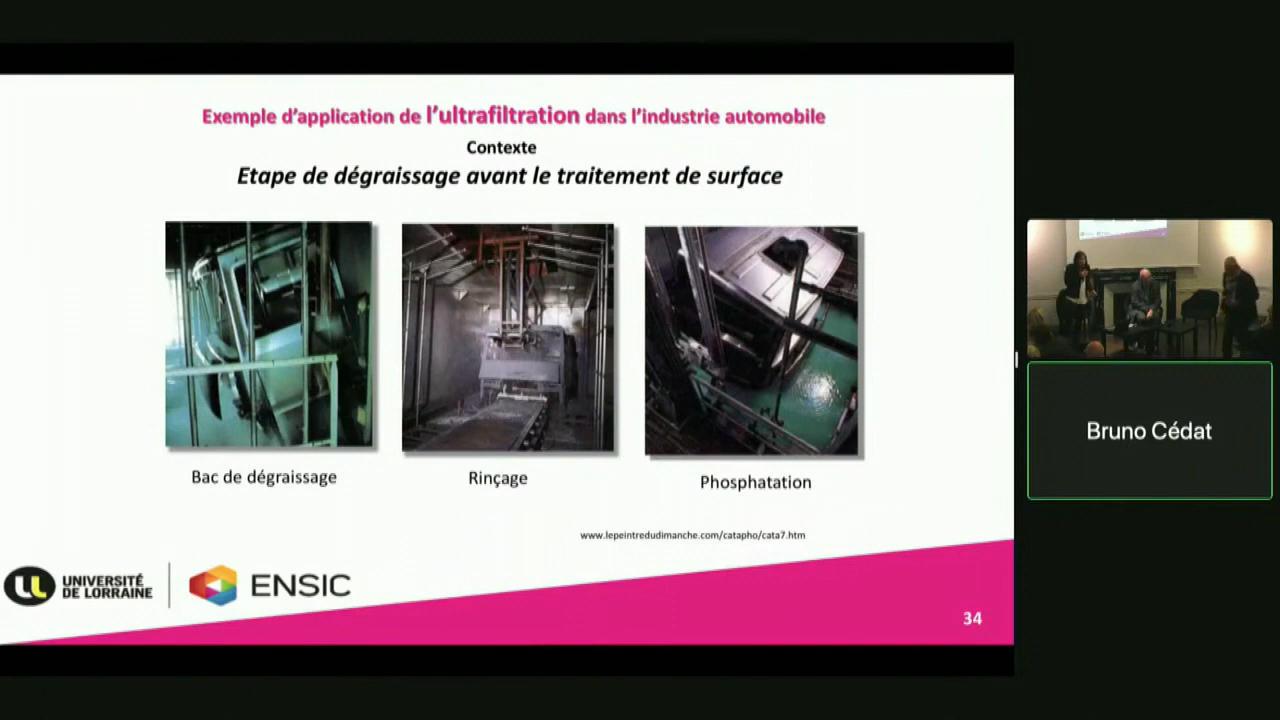 Exemple d'application de l'ultrafiltration dans l'industrie automobile
Contexte
Etape de dégraissage avant le traitement de surface
Bac de dégraissage
Rinçage
Phosphatation
www.lepeintredudimanche.com/catapho/cata7.htm
UNIVERSITÉ
DE LORRAINE
ENSIC
34
Bruno Cédat